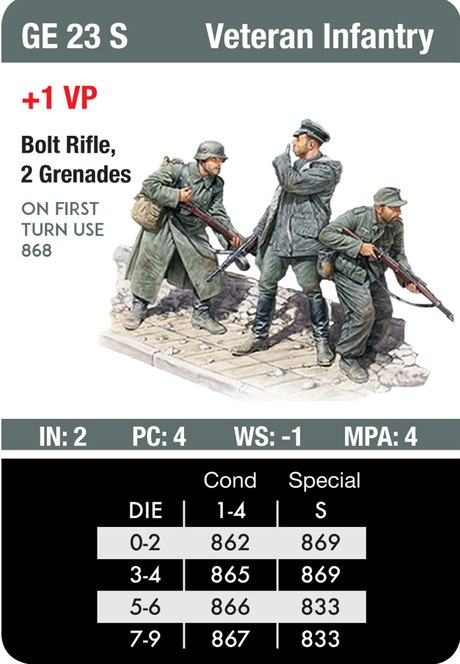 GE 23 S Veteran Infantry
+1 VP
Bolt Rifle,
2 Grenades
ON FIRST
TURN USE
868
IN: 2 PC: 4 WS: -1 MPA: 4
Cond Special
DIE 1-4 S
0-2 862 869
3-4 865 869
5-6 866 833
7-9 867 833